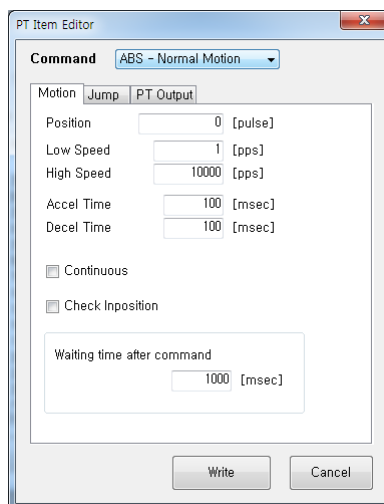 PT Item Editor
Command ABS - Normal Motion
Motion Jump PT Output
Position 0 [pulse]
Low Speed 1 [pps]
High Speed 10000 [pps]
Accel Time 100 [msec]
Decel Time 100 [msec]
Continuous
Check Inposition
Waiting time after command
1000 [msec]
Write Cancel